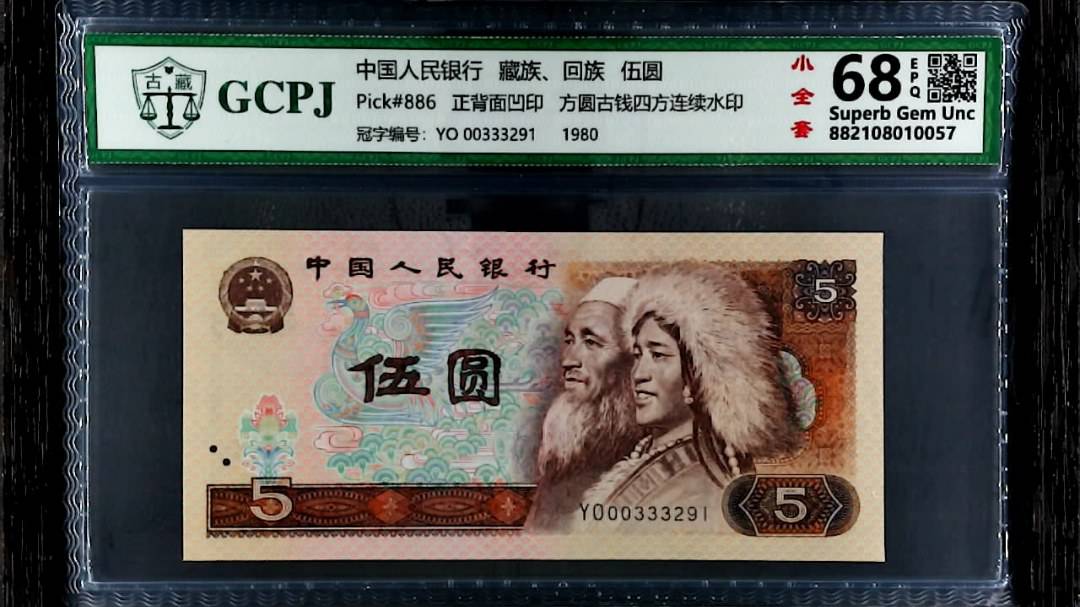 古藏
GCPJ
中国人民银行 藏族、回族 伍圆
Pick#886 正背面凹印 方圆古钱四方连续水印
冠字编号: YO 00333291 1980
小全套
68 EPQ
Superb Gem Unc
882108010057
中国人民银行
5
伍圆
5
YO00333291
5